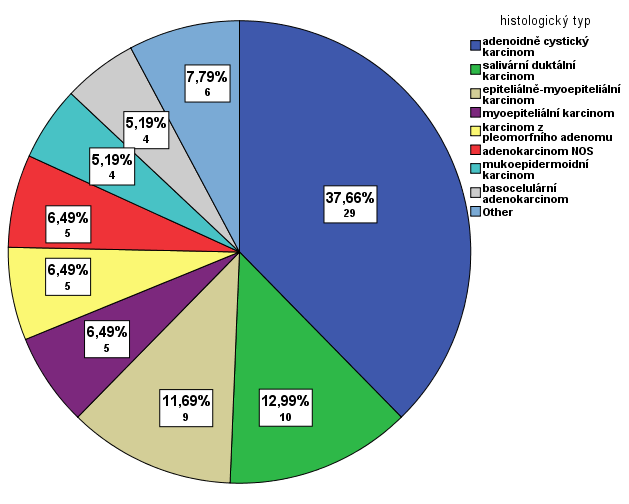 histologický typ
adenoidně cystický
karcinom
salivární duktální
karcinom
epiteliálně-myoepiteliální
karcinom
myoepiteliální karcinom
karcinom z
pleomorfního adenomu
adenokarcinom NOS
mukoepidermoidní
karcinom
basocelulární
adenokarcinom
Other
37,66%
29
12,99%
10
11,69%
9
6,49%
5
6,49%
5
6,49%
5
5,19%
4
5,19%
4
7,79%
6